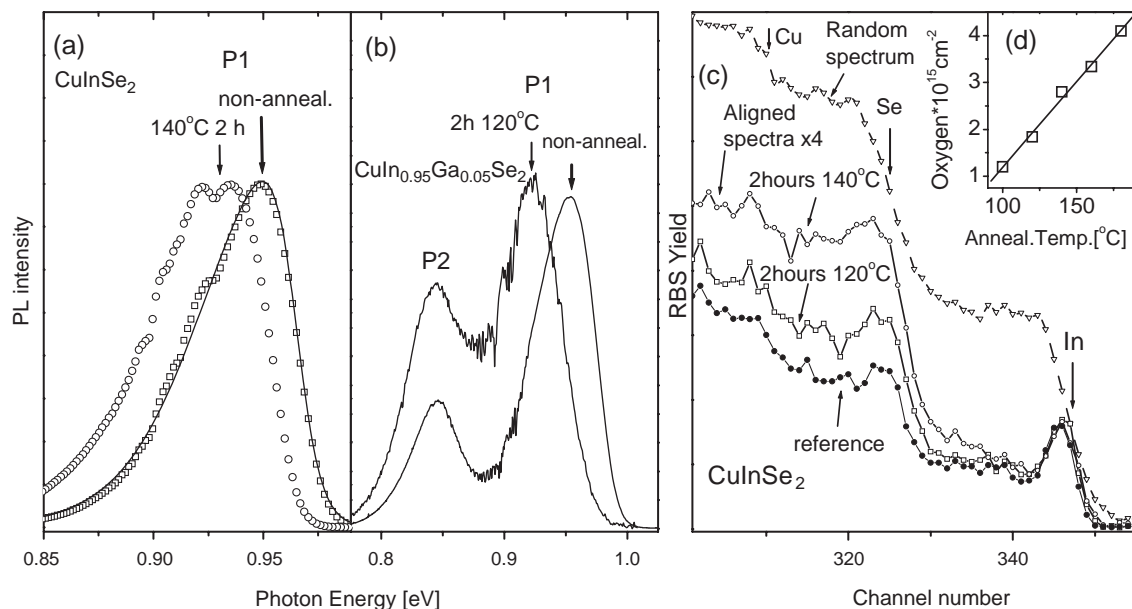 (a)
P1
CuInSe2
non-anneal.
140°C 2 h
PL intensity
0.85
0.90
0.95
(b)
P1
2h 120°C
non-anneal.
CuIn0.95Ga0.05Se2
P2
0.8
0.9
1.0
Photon Energy [eV]
(c)
Cu
Random
spectrum
Se
Aligned
spectra x4
2hours 140°C
2hours 120°C
In
reference
CuInSe2
RBS Yield
320
340
Channel number
(d)
Oxygen*10^15cm^-2
4
3
2
1
100
150
Anneal.Temp.[°C]